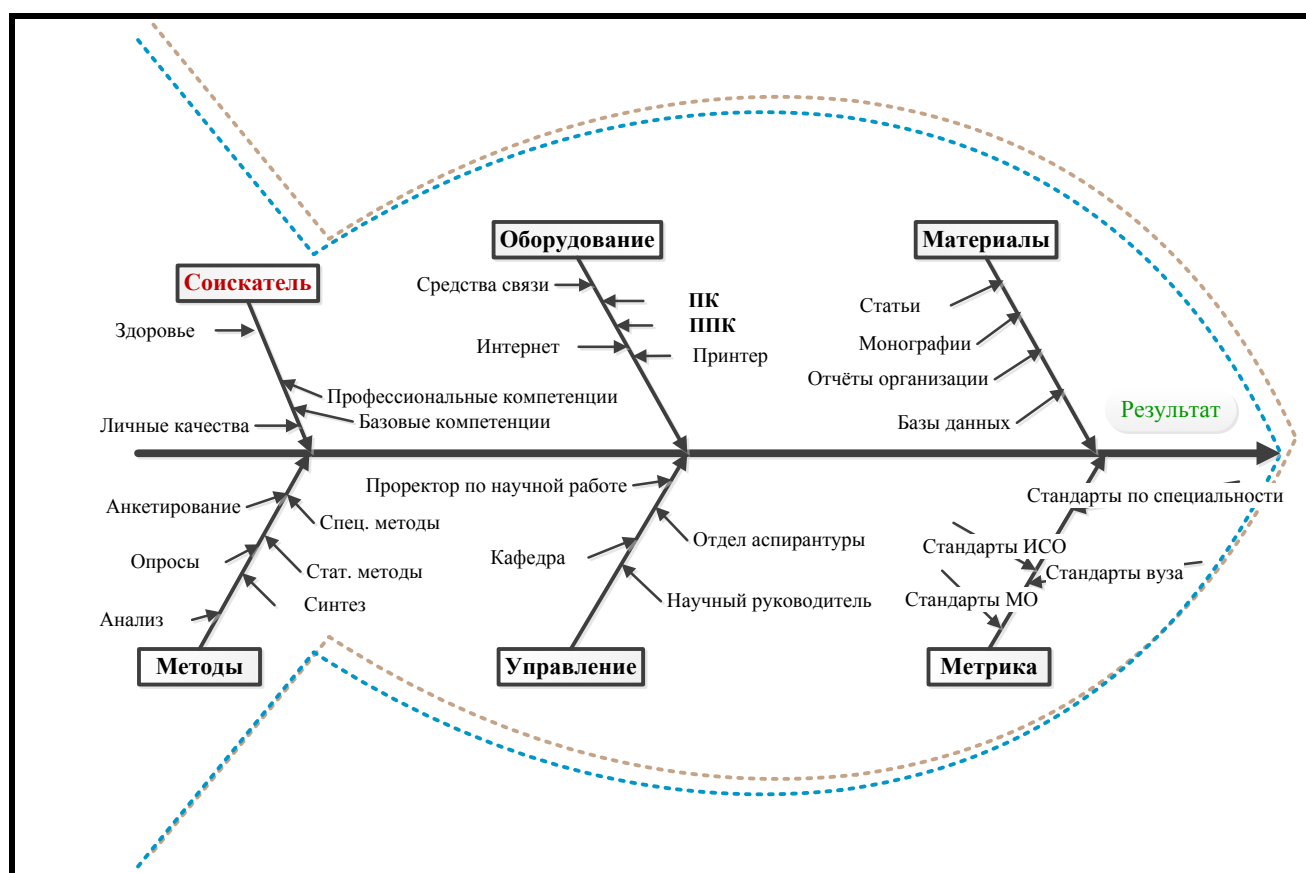 Оборудование
Материалы
Соискатель
Средства связи
ПК
Статьи
Здоровье
ППК
Интернет
Принтер
Монографии
Отчёты организации
Профессиональные компетенции
Результат
Личные качества
Базовые компетенции
Базы данных
Проректор по научной работе
Стандарты по специальности
Анкетирование
Спец. методы
Отдел аспирантуры
Стандарты ИСО
Кафедра
Опросы
Стат. методы
Стандарты вуза
Синтез
Научный руководитель
Стандарты МО
Анализ
Методы
Управление
Метрика